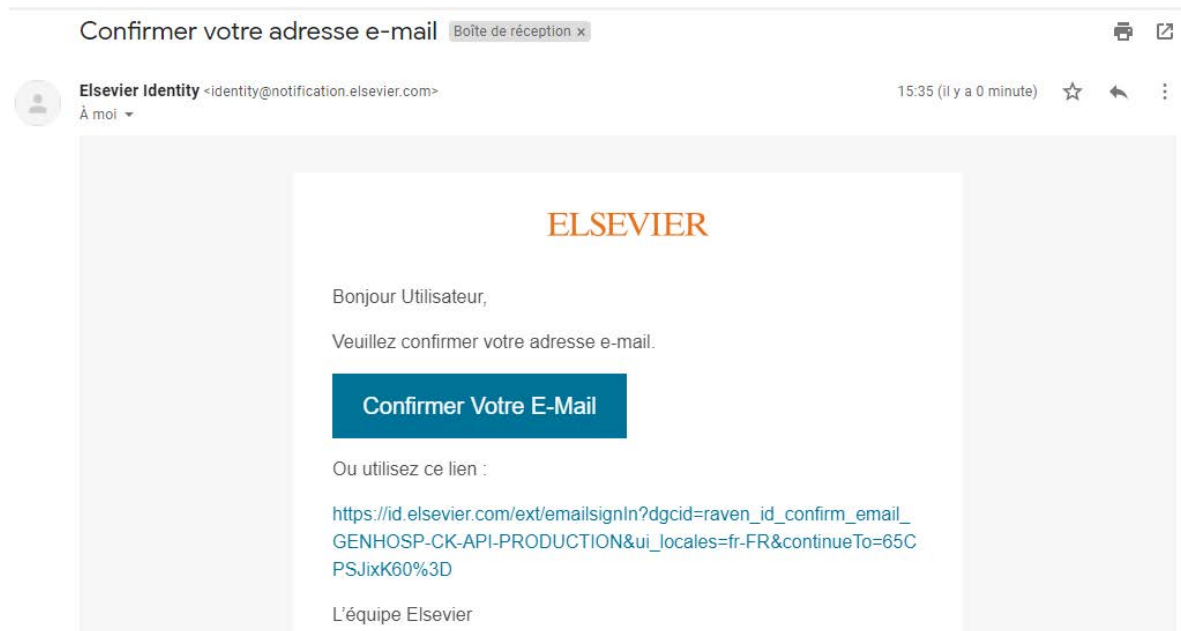 Confirmer votre adresse e-mail Boîte de réception x
Elsevier Identity <identity@notification.elsevier.com> 15:35 (il y a 0 minute)
À moi
ELSEVIER
Bonjour Utilisateur,
Veuillez confirmer votre adresse e-mail.
Confirmer Votre E-Mail
Ou utilisez ce lien :
https://id.elsevier.com/ext/emailsignIn?dgcid=raven_id_confirm_email_
GENHOSP-CK-API-PRODUCTION&ui_locales=fr-FR&continueTo=65C
PSJixK60%3D
L'équipe Elsevier